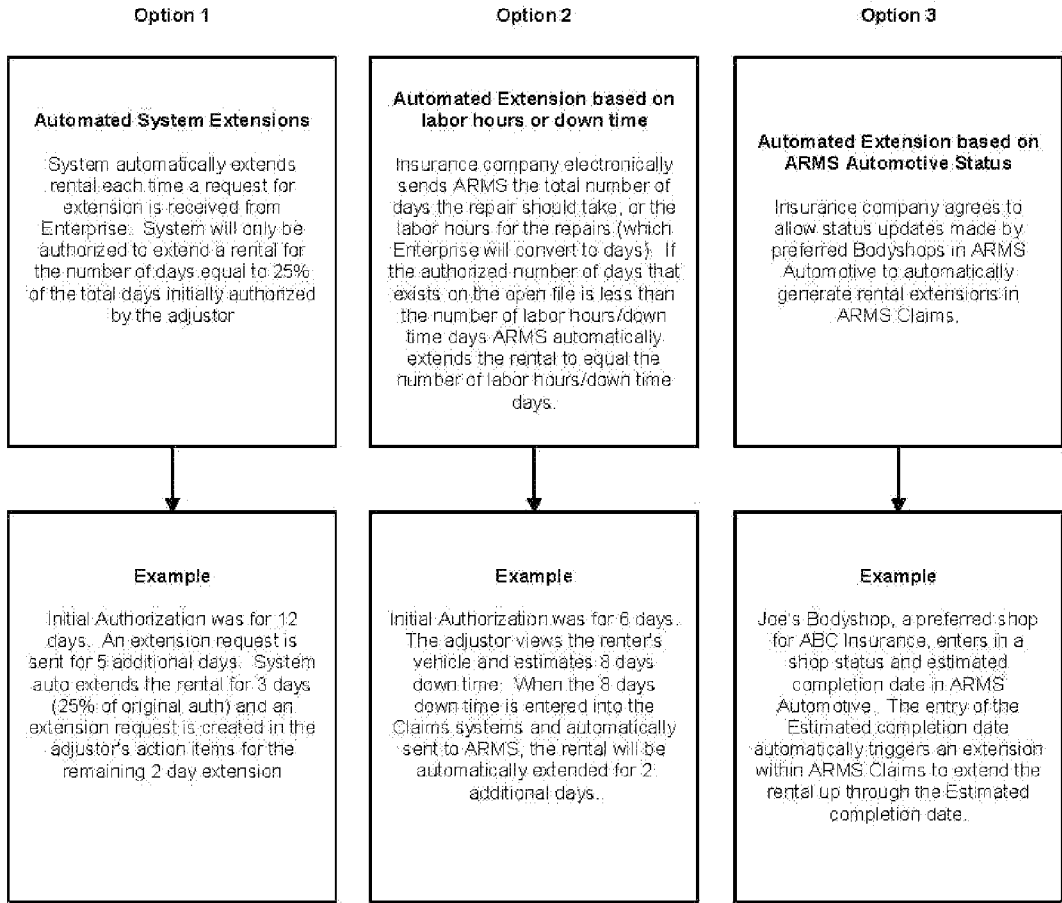 Option 1
Option 2
Option 3
Automated System Extensions
System automatically extends
rental each time a request for
extension is received from
Enterprise. System will only be
authorized to extend a rental for
the number of days equal to 25%
of the total days initially authorized
by the adjustor
Automated Extension based on
labor hours or down time
Insurance company electronically
sends ARMS the total number of
days the repair should take, or the
labor hours for the repairs (which
Enterprise will convert to days). If
the authorized number of days that
exists on the open file is less than
the number of labor hours/down
time days ARMS automatically
extends the rental to equal the
number of labor hours/down time
days.
Automated Extension based on
ARMS Automotive Status
Insurance company agrees to
allow status updates made by
preferred Bodyshops in ARMS
Automotive to automatically
generate rental extensions in
ARMS Claims.
Example
Initial Authorization was for 12
days. An extension request is
sent for 5 additional days. System
auto extends the rental for 3 days
(25% of original auth) and an
extension request is created in the
adjustor's action items for the
remaining 2 day extension
Example
Initial Authorization was for 6 days.
The adjustor views the renter's
vehicle and estimates 8 days
down time. When the 8 days
down time is entered into the
Claims systems and automatically
sent to ARMS, the rental will be
automatically extended for 2
additional days.
Example
Joe's Bodyshop, a preferred shop
for ABC Insurance, enters in a
shop status and estimated
completion date in ARMS
Automotive. The entry of the
Estimated completion date
automatically triggers an extension
within ARMS Claims to extend the
rental up through the Estimated
completion date.